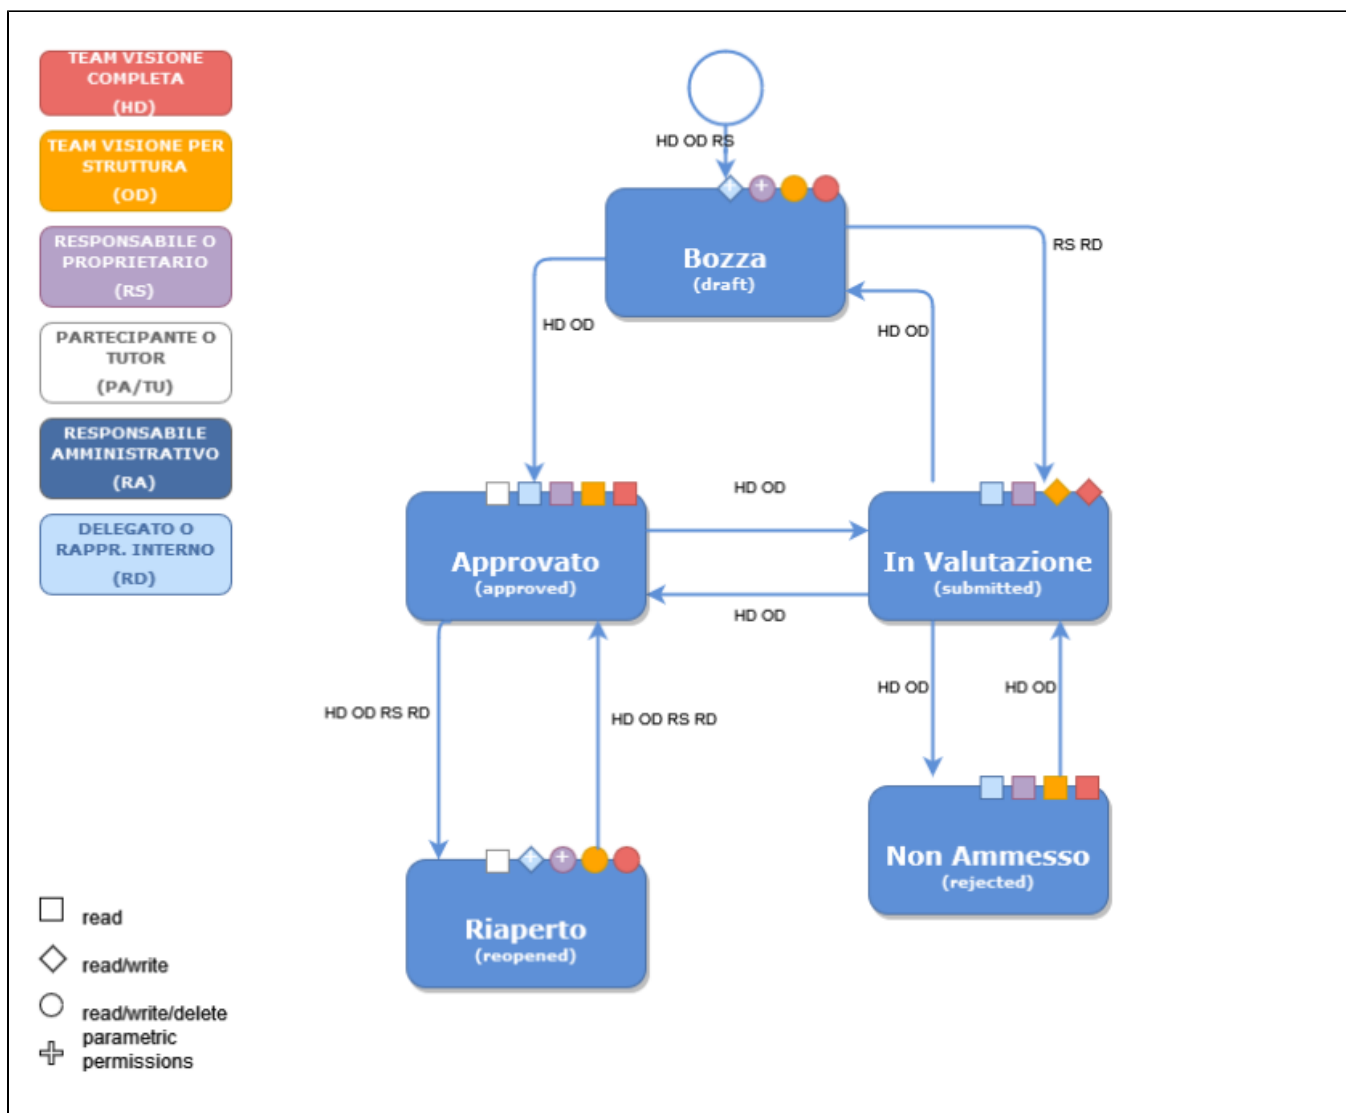 TEAM VISIONE
COMPLETA
(HD)
TEAM VISIONE PER
STRUTTURA
(OD)
RESPONSABILE O
PROPRIETARIO
(RS)
PARTECIPANTE O
TUTOR
(PA/TU)
RESPONSABILE
AMMINISTRATIVO
(RA)
DELEGATO O
RAPPR. INTERNO
(RD)
HD OD RS
Bozza
(draft)
RS RD
HD OD
HD OD
HD OD
Approvato
(approved)
In Valutazione
(submitted)
HD OD
HD OD RS RD
HD OD RS RD
HD OD
HD OD
Riaperto
(reopened)
Non Ammesso
(rejected)
read
read/write
read/write/delete
parametric
permissions